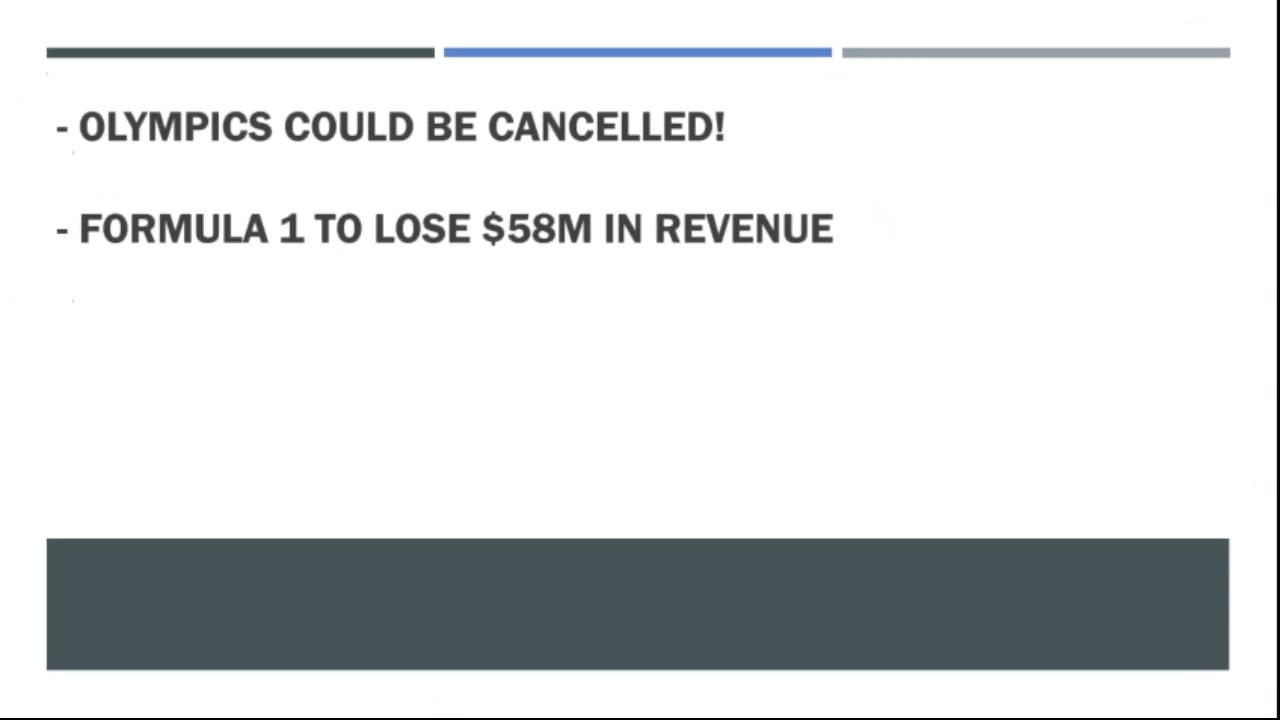 - OLYMPICS COULD BE CANCELLED!
- FORMULA 1 TO LOSE $58M IN REVENUE